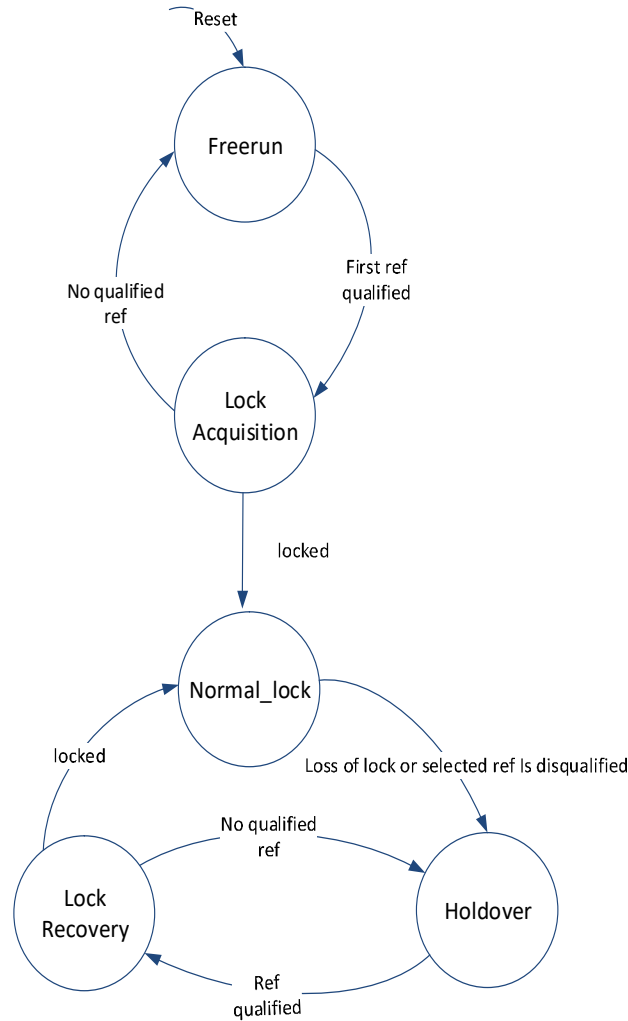 Reset
Freerun
First ref
qualified
No qualified
ref
Lock
Acquisition
locked
Normal_lock
locked
Loss of lock or selected ref Is disqualified
No qualified
ref
Lock
Recovery
Holdover
Ref
qualified